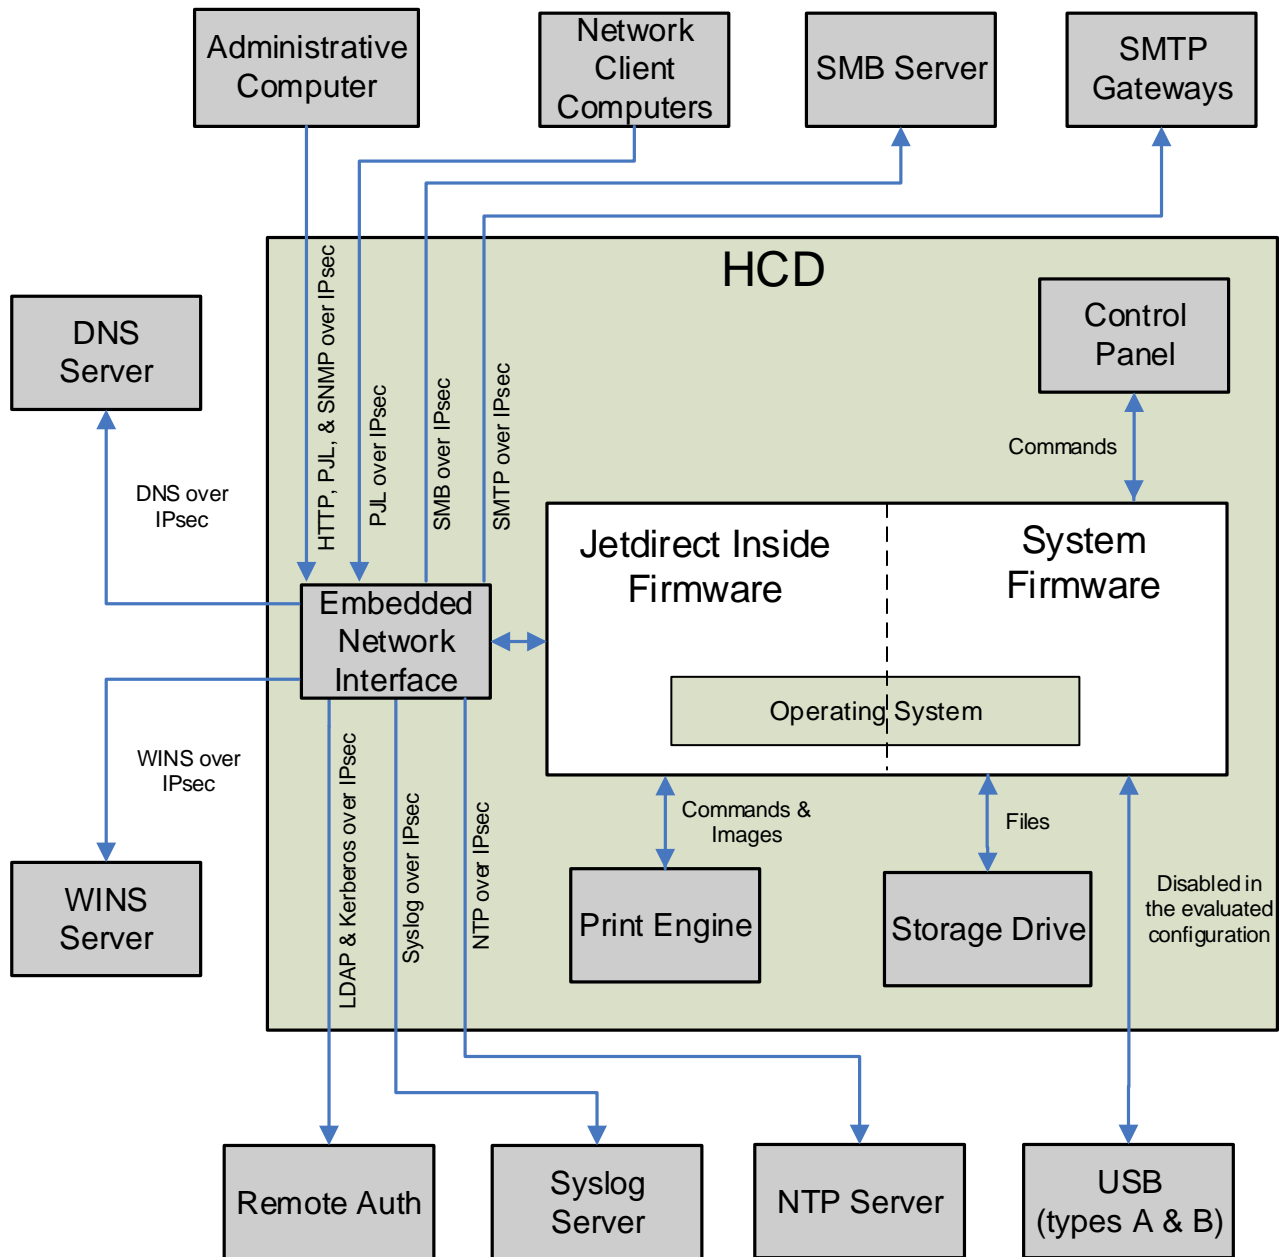 Administrative
Computer
Network
Client
Computers
SMB Server
SMTP
Gateways
HCD
HTTP, PJL, & SNMP over IPsec
PJL over IPsec
SMB over IPsec
SMTP over IPsec
Control
Panel
Commands
DNS
Server
DNS over
IPsec
Jetdirect Inside
Firmware
System
Firmware
Embedded
Network
Interface
Operating System
WINS over
IPsec
WINS
Server
LDAP & Kerberos over IPsec
Syslog over IPsec
NTP over IPsec
Commands &
Images
Files
Print Engine
Storage Drive
Disabled in
the evaluated
configuration
Remote Auth
Syslog
Server
NTP Server
USB
(types A & B)